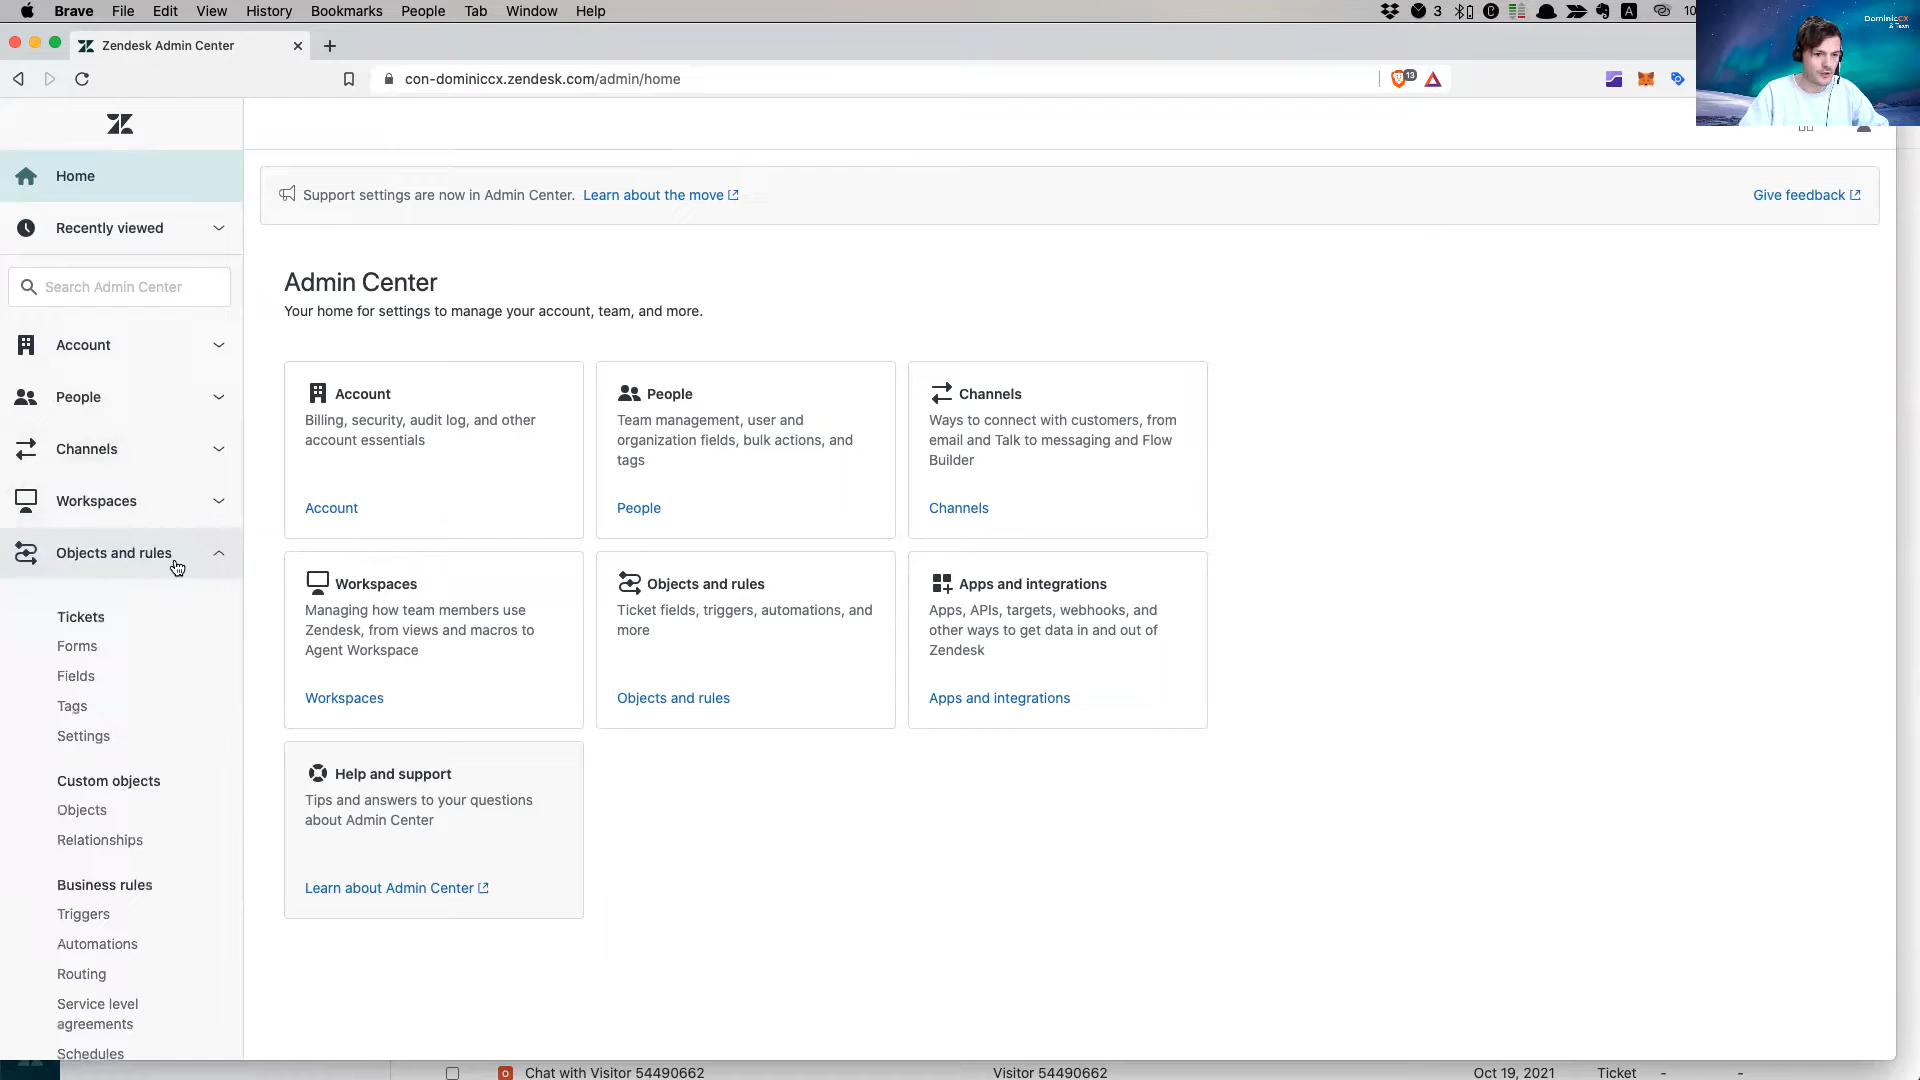 Brave File Edit View History Bookmarks People Tab Window Help 3 10
DominicCX
& Team
Zendesk Admin Center
con-dominiccx.zendesk.com/admin/home
13
Home
Recently viewed
Search Admin Center
Account
People
Channels
Workspaces
Objects and rules
Tickets
Forms
Fields
Tags
Settings
Custom objects
Objects
Relationships
Business rules
Triggers
Automations
Routing
Service level
agreements
Schedules
Support settings are now in Admin Center. Learn about the move
Give feedback
Admin Center
Your home for settings to manage your account, team, and more.
Account
Billing, security, audit log, and other
account essentials
Account
People
Team management, user and
organization fields, bulk actions, and
tags
People
Channels
Ways to connect with customers, from
email and Talk to messaging and Flow
Builder
Channels
Workspaces
Managing how team members use
Zendesk, from views and macros to
Agent Workspace
Workspaces
Objects and rules
Ticket fields, triggers, automations, and
more
Objects and rules
Apps and integrations
Apps, APIs, targets, webhooks, and
other ways to get data in and out of
Zendesk
Apps and integrations
Help and support
Tips and answers to your questions
about Admin Center
Learn about Admin Center
Chat with Visitor 54490662 Visitor 54490662 Oct 19, 2021 Ticket - -